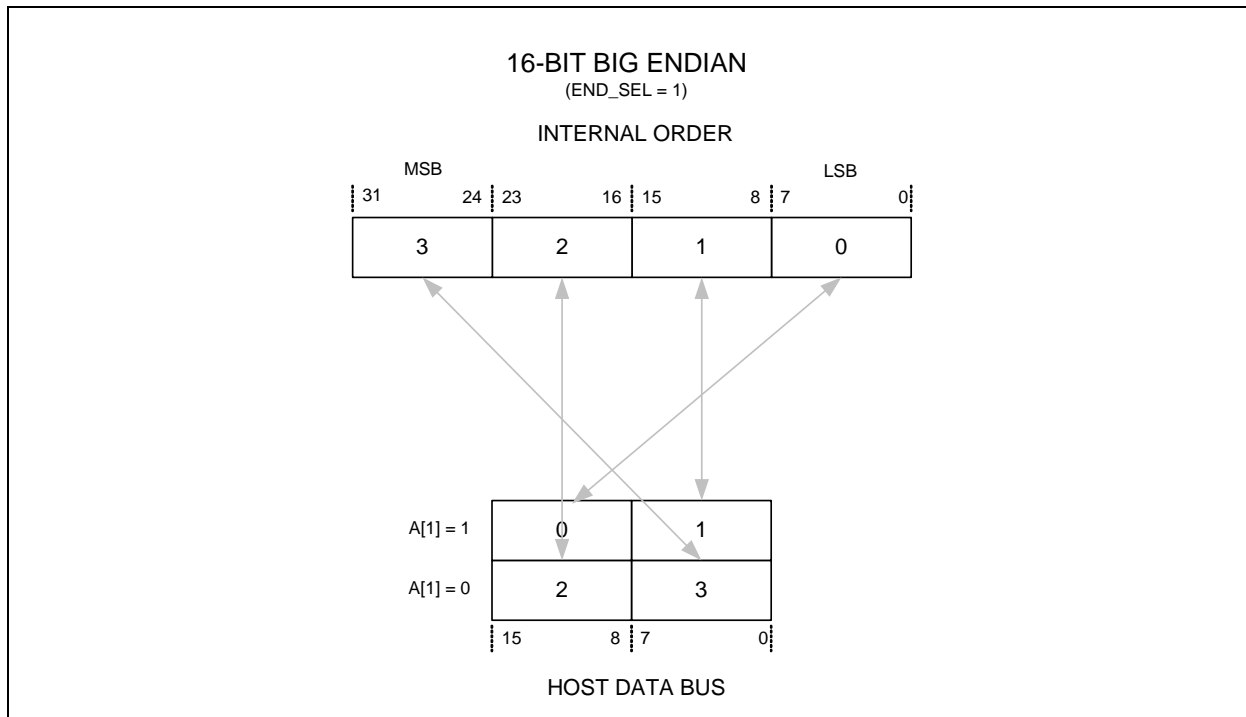 16-BIT BIG ENDIAN
(END_SEL = 1)
INTERNAL ORDER
MSB LSB
31 24 23 16 15 8 7 0
3 2 1 0
A[1] = 1 0 1
A[1] = 0 2 3
15 8 7 0
HOST DATA BUS